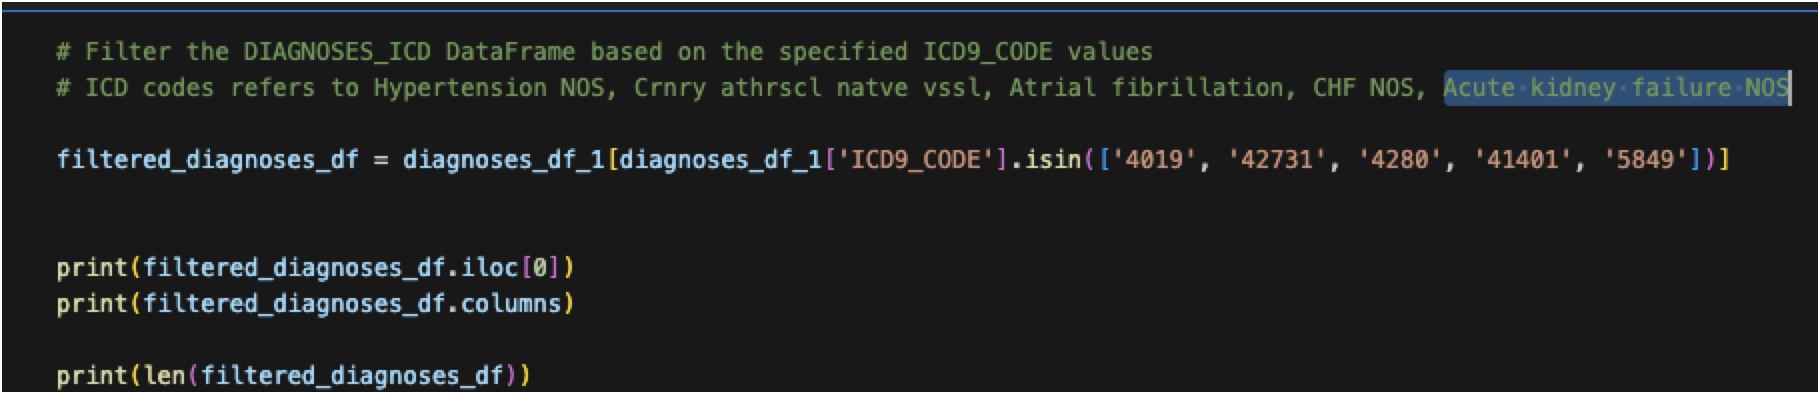 # Filter the DIAGNOSES_ICD DataFrame based on the specified ICD9_CODE values
# ICD codes refers to Hypertension NOS, Crnry athrscl natve vssl, Atrial fibrillation, CHF NOS, Acute kidney failure NOS
filtered_diagnoses_df = diagnoses_df_1[diagnoses_df_1['ICD9_CODE'].isin(['4019', '42731', '4280', '41401', '5849'])]
print(filtered_diagnoses_df.iloc[0])
print(filtered_diagnoses_df.columns)
print(len(filtered_diagnoses_df))